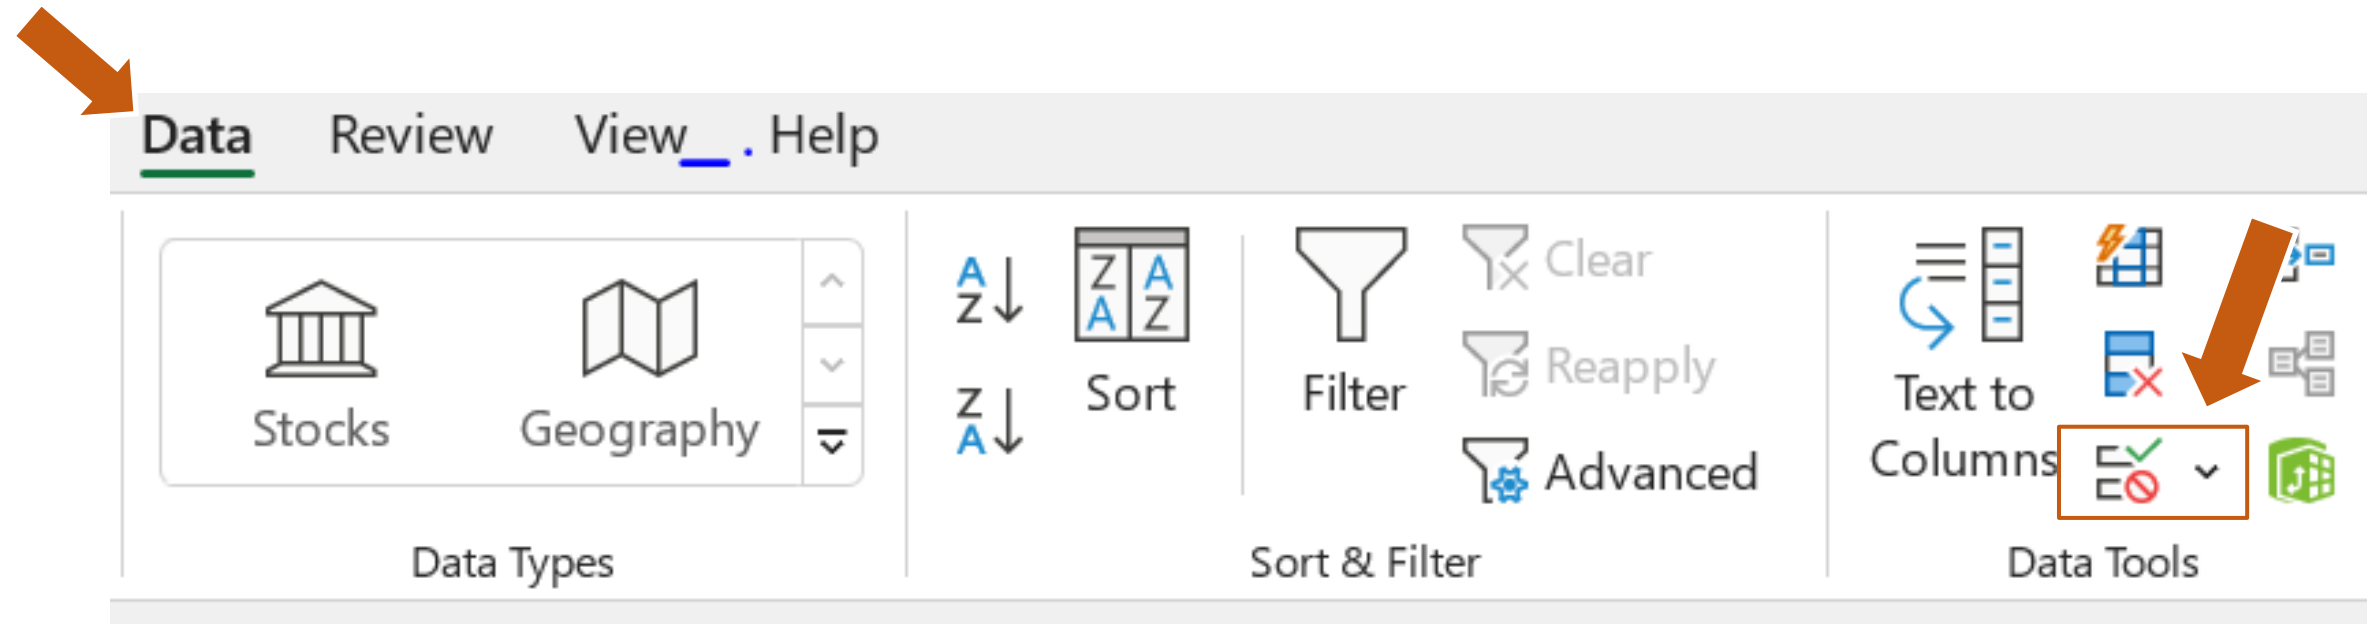 Data Review View Help
Stocks
Geography
Data Types
A
Z
Z
A
Z A
A Z
Sort
Filter
Clear
Reapply
Advanced
Sort & Filter
Text to
Columns
Data Tools